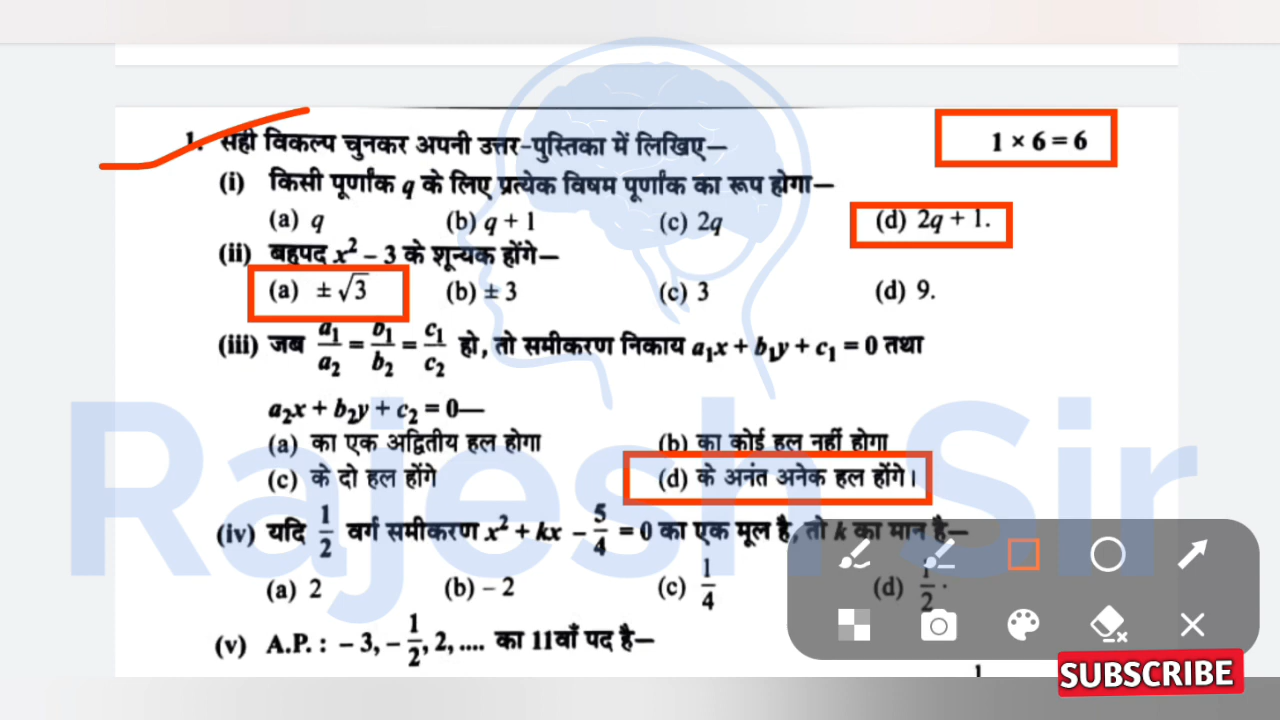 1. सही विकल्प चुनकर अपनी उत्तर-पुस्तिका में लिखिए— 1 × 6 = 6
(i) किसी पूर्णांक q के लिए प्रत्येक विषम पूर्णांक का रूप होगा—
(a) q (b) q + 1 (c) 2q (d) 2q + 1.
(ii) बहुपद x² – 3 के शून्यक होंगे—
(a) ± √3 (b) ± 3 (c) 3 (d) 9.
(iii) जब a₁/a₂ = b₁/b₂ = c₁/c₂ हो, तो समीकरण निकाय a₁x + b₁y + c₁ = 0 तथा
a₂x + b₂y + c₂ = 0—
(a) का एक अद्वितीय हल होगा (b) का कोई हल नहीं होगा
(c) के दो हल होंगे (d) के अनंत अनेक हल होंगे।
(iv) यदि 1/2 वर्ग समीकरण x² + kx – 5/4 = 0 का एक मूल है, तो k का मान है—
(a) 2 (b) – 2 (c) 1/4 (d) 1/2 .
(v) A.P. : – 3, – 1/2, 2, .... का 11वाँ पद है—
Rajesh Sir
SUBSCRIBE